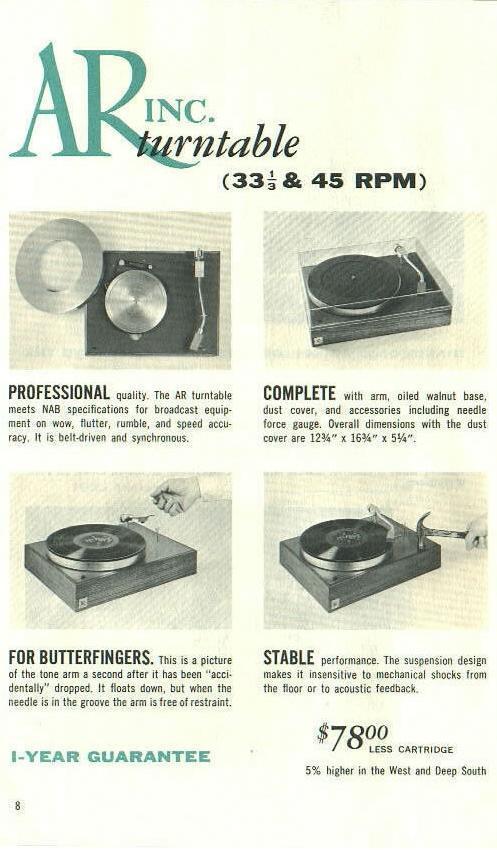 AR INC.
turntable
(33⅓ & 45 RPM)
PROFESSIONAL quality. The AR turntable
meets NAB specifications for broadcast equip-
ment on wow, flutter, rumble, and speed accu-
racy. It is belt-driven and synchronous.
COMPLETE with arm, oiled walnut base,
dust cover, and accessories including needle
force gauge. Overall dimensions with the dust
cover are 12¾" x 16¾" x 5¼".
FOR BUTTERFINGERS. This is a picture
of the tone arm a second after it has been "acci-
dentally" dropped. It floats down, but when the
needle is in the groove the arm is free of restraint.
STABLE performance. The suspension design
makes it insensitive to mechanical shocks from
the floor or to acoustic feedback.
1-YEAR GUARANTEE
$7800
LESS CARTRIDGE
5% higher in the West and Deep South
8